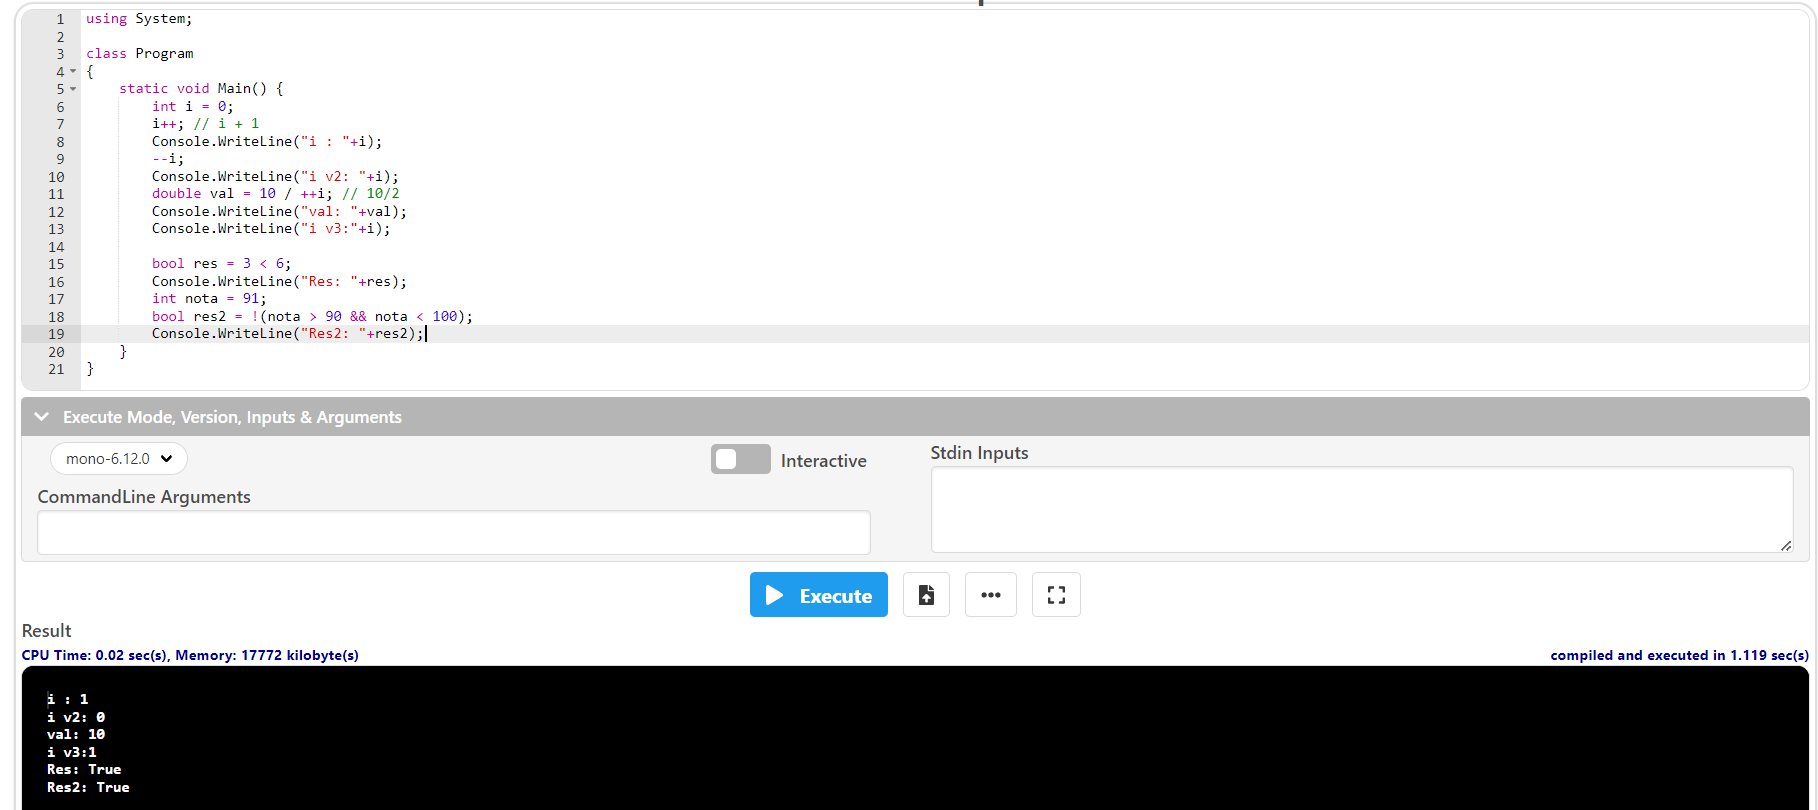 1 using System;
2
3 class Program
4 {
5     static void Main() {
6         int i = 0;
7         i++; // i + 1
8         Console.WriteLine("i : "+i);
9         --i;
10         Console.WriteLine("i v2: "+i);
11         double val = 10 / ++i; // 10/2
12         Console.WriteLine("val: "+val);
13         Console.WriteLine("i v3:"+i);
14
15         bool res = 3 < 6;
16         Console.WriteLine("Res: "+res);
17         int nota = 91;
18         bool res2 = !(nota > 90 && nota < 100);
19         Console.WriteLine("Res2: "+res2);
20     }
21 }
Execute Mode, Version, Inputs & Arguments
mono-6.12.0
Interactive
Stdin Inputs
CommandLine Arguments
Execute
Result
CPU Time: 0.02 sec(s), Memory: 17772 kilobyte(s)
compiled and executed in 1.119 sec(s)
i : 1
i v2: 0
val: 10
i v3:1
Res: True
Res2: True